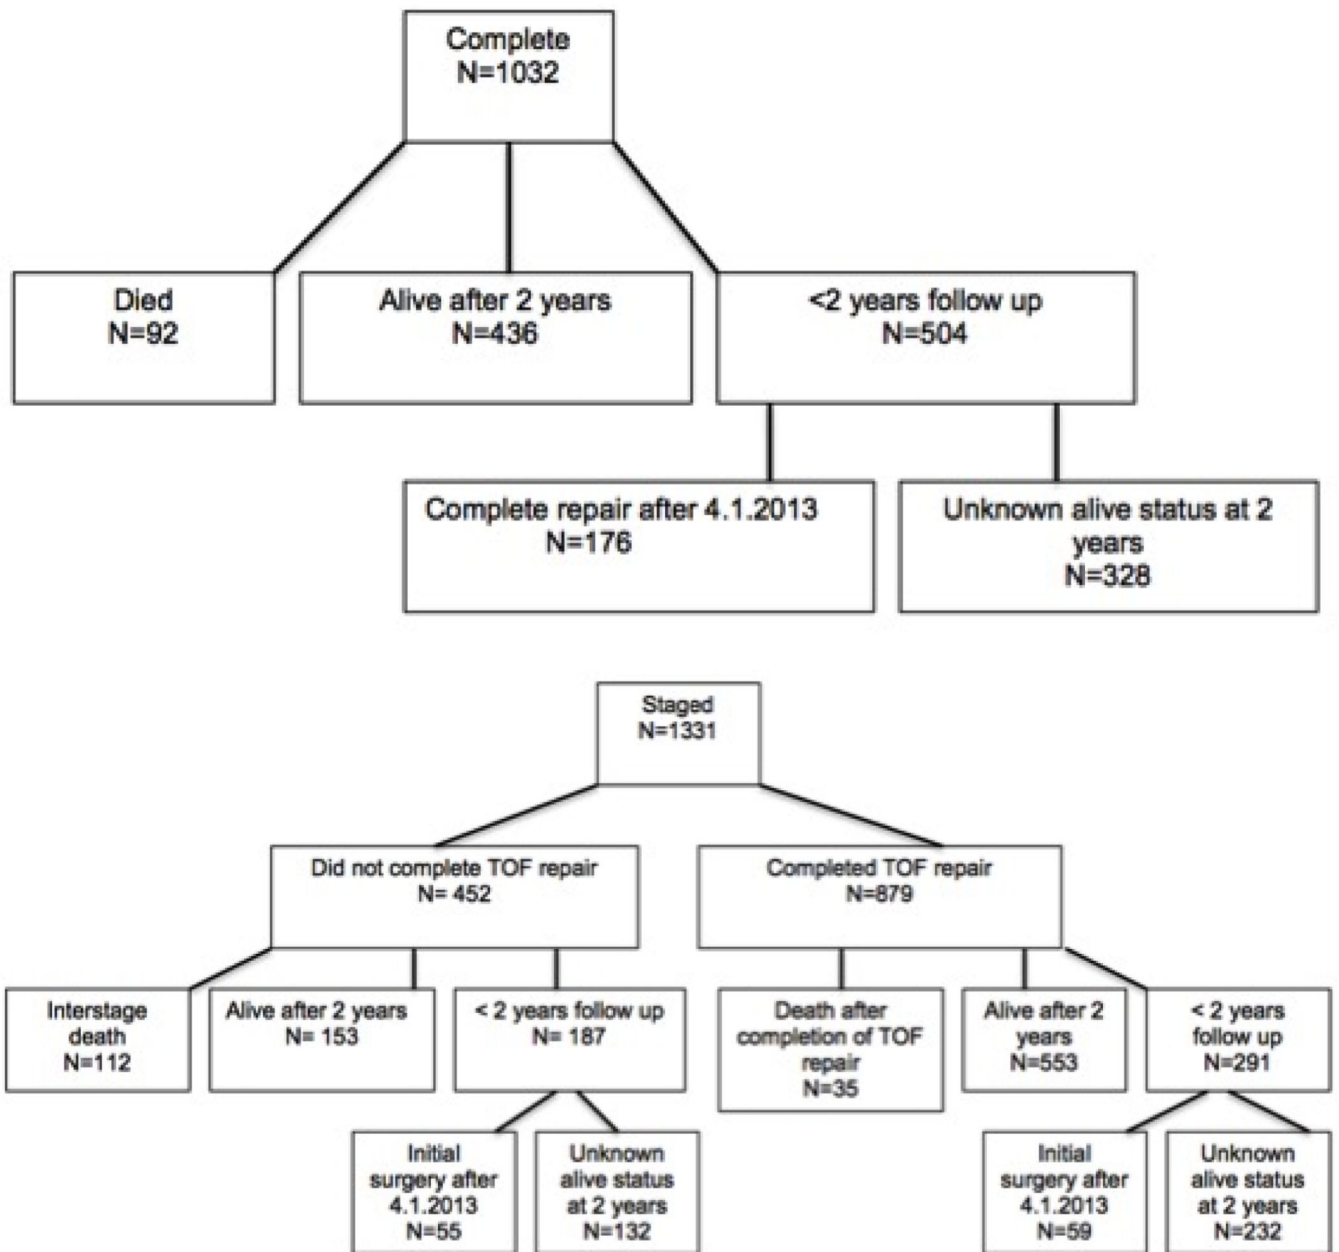 Complete
N=1032
Died
N=92
Alive after 2 years
N=436
<2 years follow up
N=504
Complete repair after 4.1.2013
N=176
Unknown alive status at 2
years
N=328
Staged
N=1331
Did not complete TOF repair
N= 452
Completed TOF repair
N=879
Interstage
death
N=112
Alive after 2 years
N= 153
< 2 years follow up
N= 187
Death after
completion of TOF
repair
N=35
Alive after 2
years
N=553
< 2 years
follow up
N=291
Initial
surgery after
4.1.2013
N=55
Unknown
alive status
at 2 years
N=132
Initial
surgery after
4.1.2013
N=59
Unknown
alive status
at 2 years
N=232